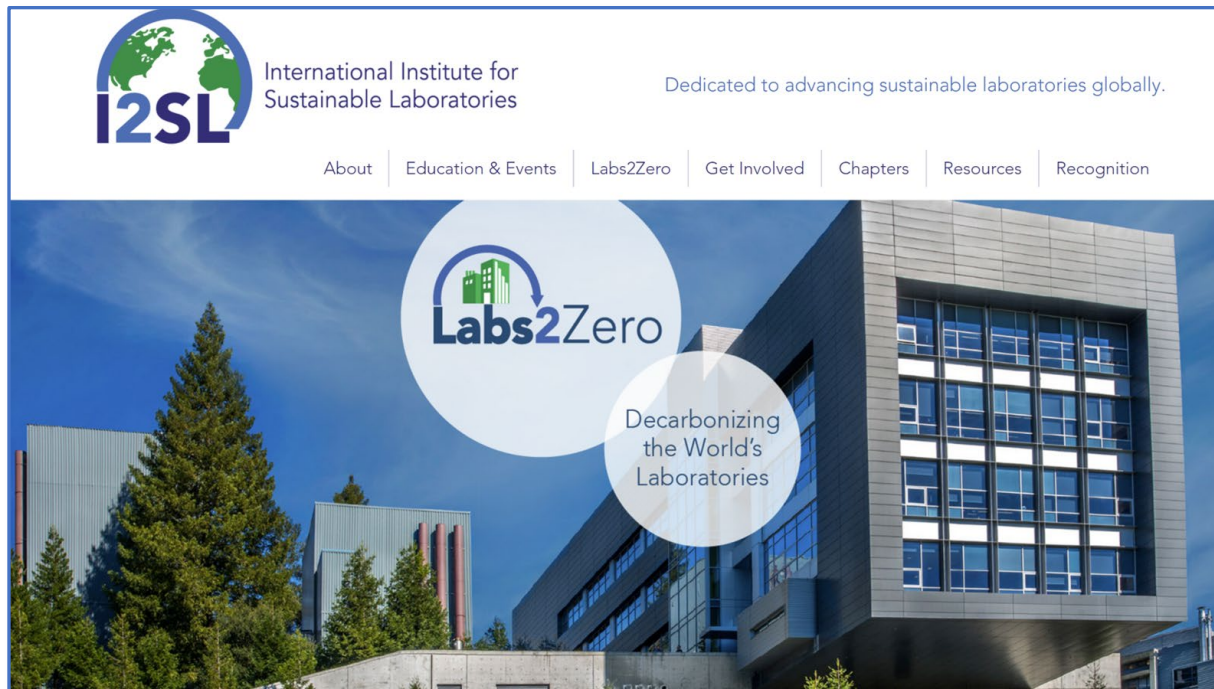 I2SL
International Institute for
Sustainable Laboratories
Dedicated to advancing sustainable laboratories globally.
About
Education & Events
Labs2Zero
Get Involved
Chapters
Resources
Recognition
Labs2Zero
Decarbonizing
the World's
Laboratories